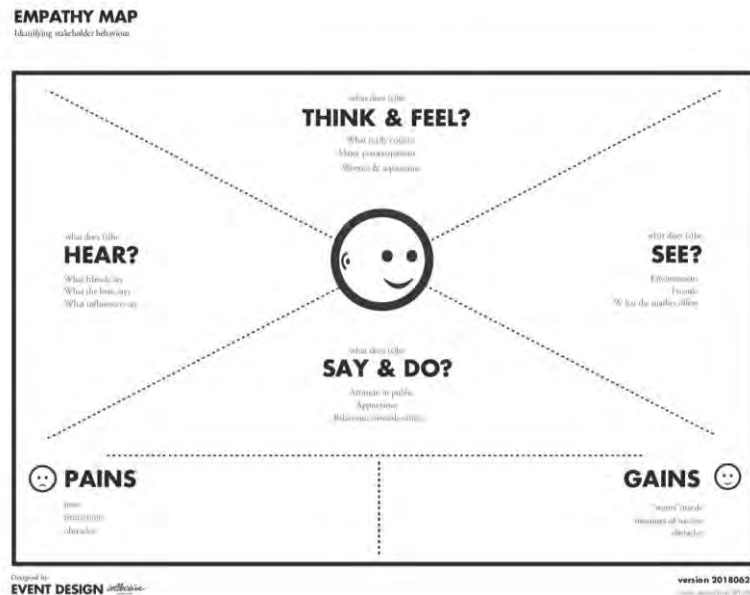 EMPATHY MAP
Identifying stakeholder behaviour
what does (s)he
THINK & FEEL?
What really counts
Major preoccupations
Worries & aspirations
what does (s)he
HEAR?
What friends say
What the boss says
What influencers say
what does (s)he
SEE?
Environment
Friends
What the market offers
what does (s)he
SAY & DO?
Attitude in public
Appearance
Behaviour towards others
PAINS
fears
frustrations
obstacles
GAINS
"wants"/needs
measures of success
obstacles
Designed by:
EVENT DESIGN collective
version 2018062